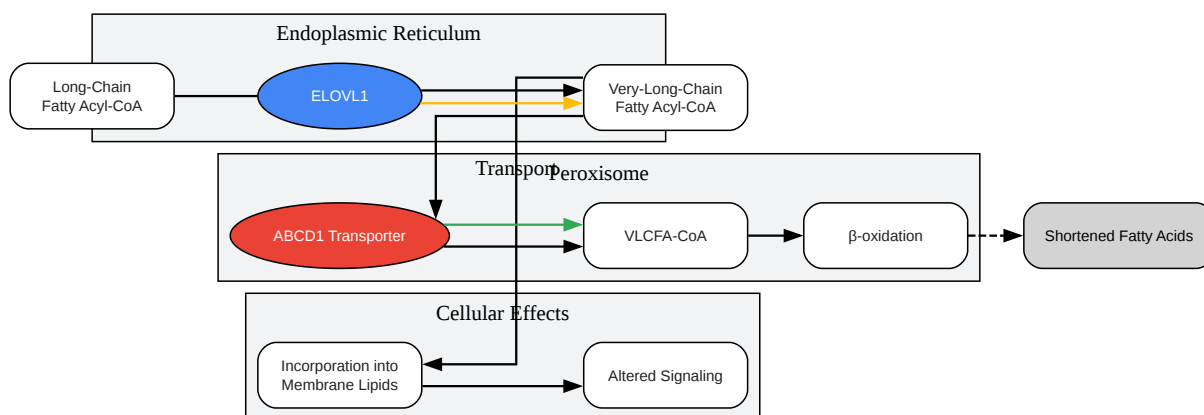 Endoplasmic Reticulum
Long-Chain
Fatty Acyl-CoA
ELOVL1
Very-Long-Chain
Fatty Acyl-CoA
Transport
Peroxisome
ABCD1 Transporter
VLCFA-CoA
β-oxidation
Shortened Fatty Acids
Cellular Effects
Incorporation into
Membrane Lipids
Altered Signaling